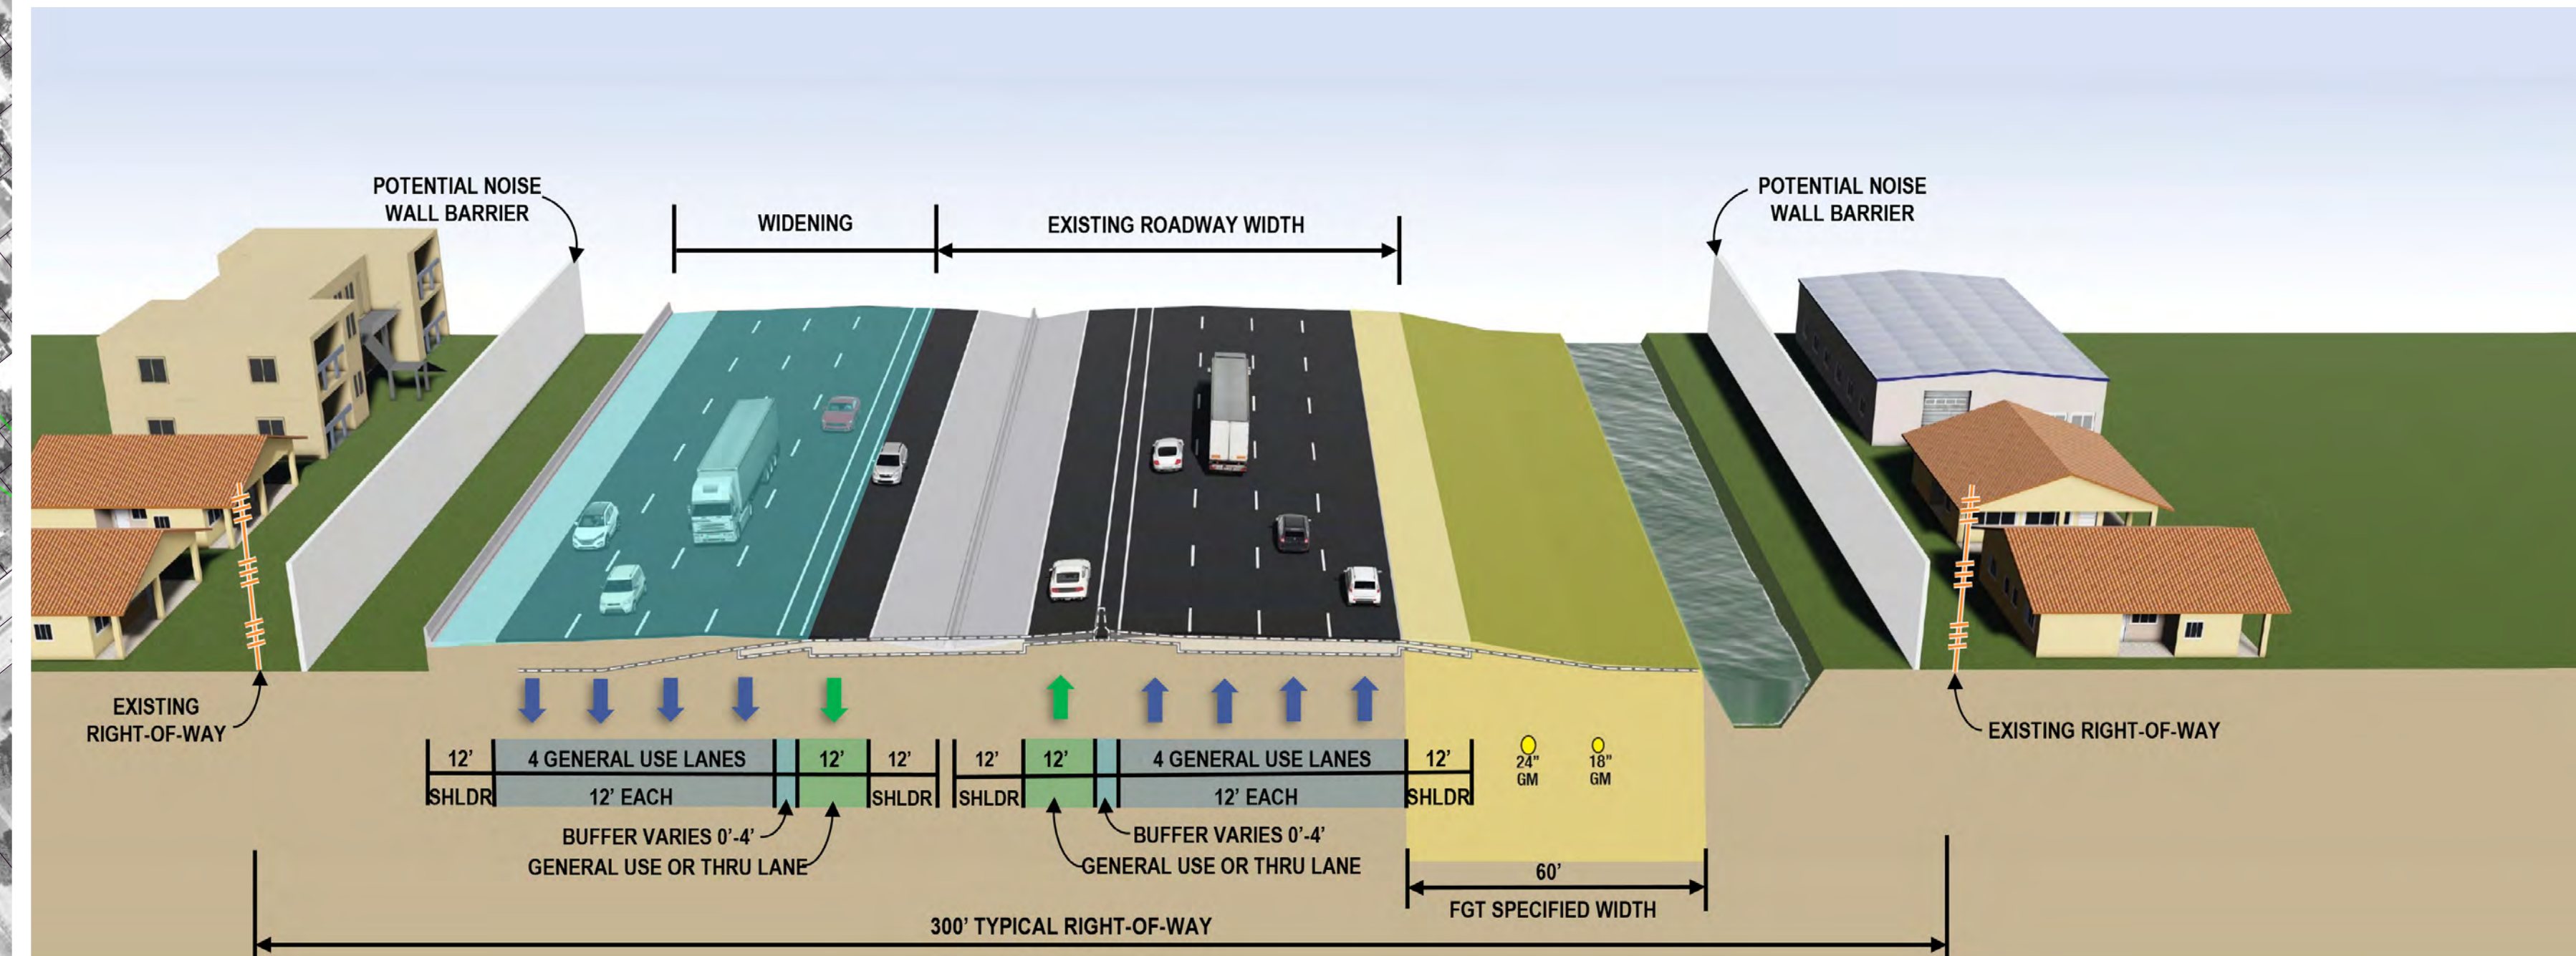 POTENTIAL NOISE
WALL BARRIER
WIDENING
EXISTING ROADWAY WIDTH
POTENTIAL NOISE
WALL BARRIER
EXISTING
RIGHT-OF-WAY
EXISTING RIGHT-OF-WAY
12' 4 GENERAL USE LANES 12' 12' 12' 12' 4 GENERAL USE LANES 12'
SHLDR 12' EACH SHLDR SHLDR 12' EACH SHLDR
24" 18"
GM GM
BUFFER VARIES 0'-4' BUFFER VARIES 0'-4'
GENERAL USE OR THRU LANE GENERAL USE OR THRU LANE
60'
FGT SPECIFIED WIDTH
300' TYPICAL RIGHT-OF-WAY